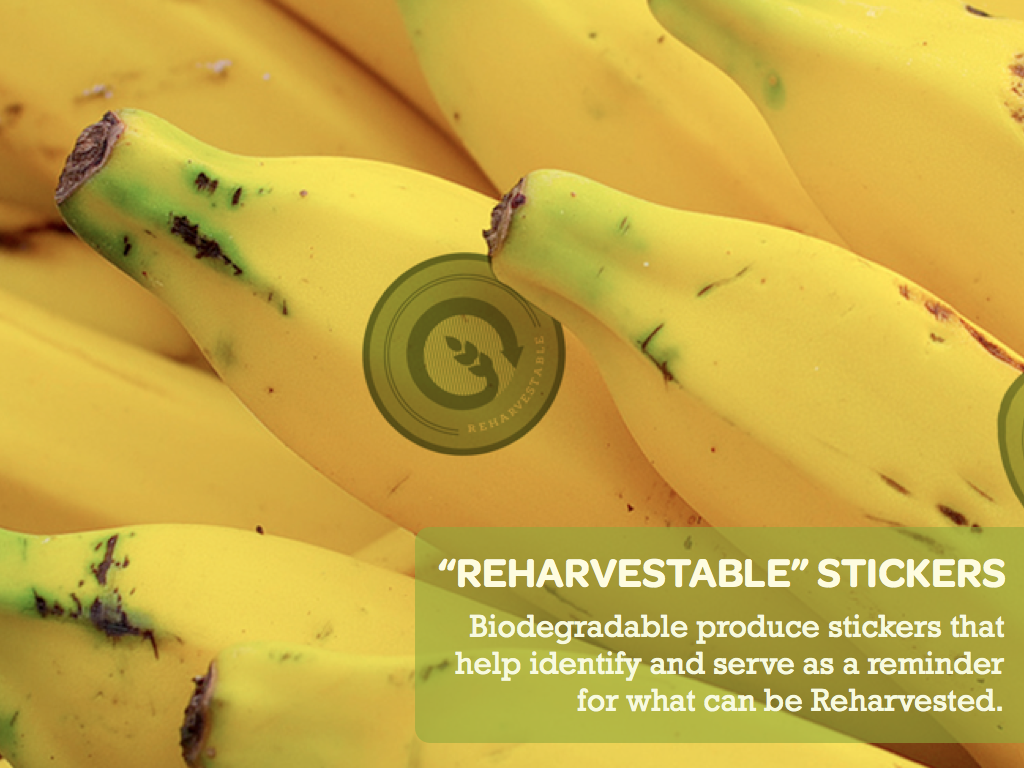 REHARVESTABLE
“REHARVESTABLE” STICKERS
Biodegradable produce stickers that
help identify and serve as a reminder
for what can be Reharvested.